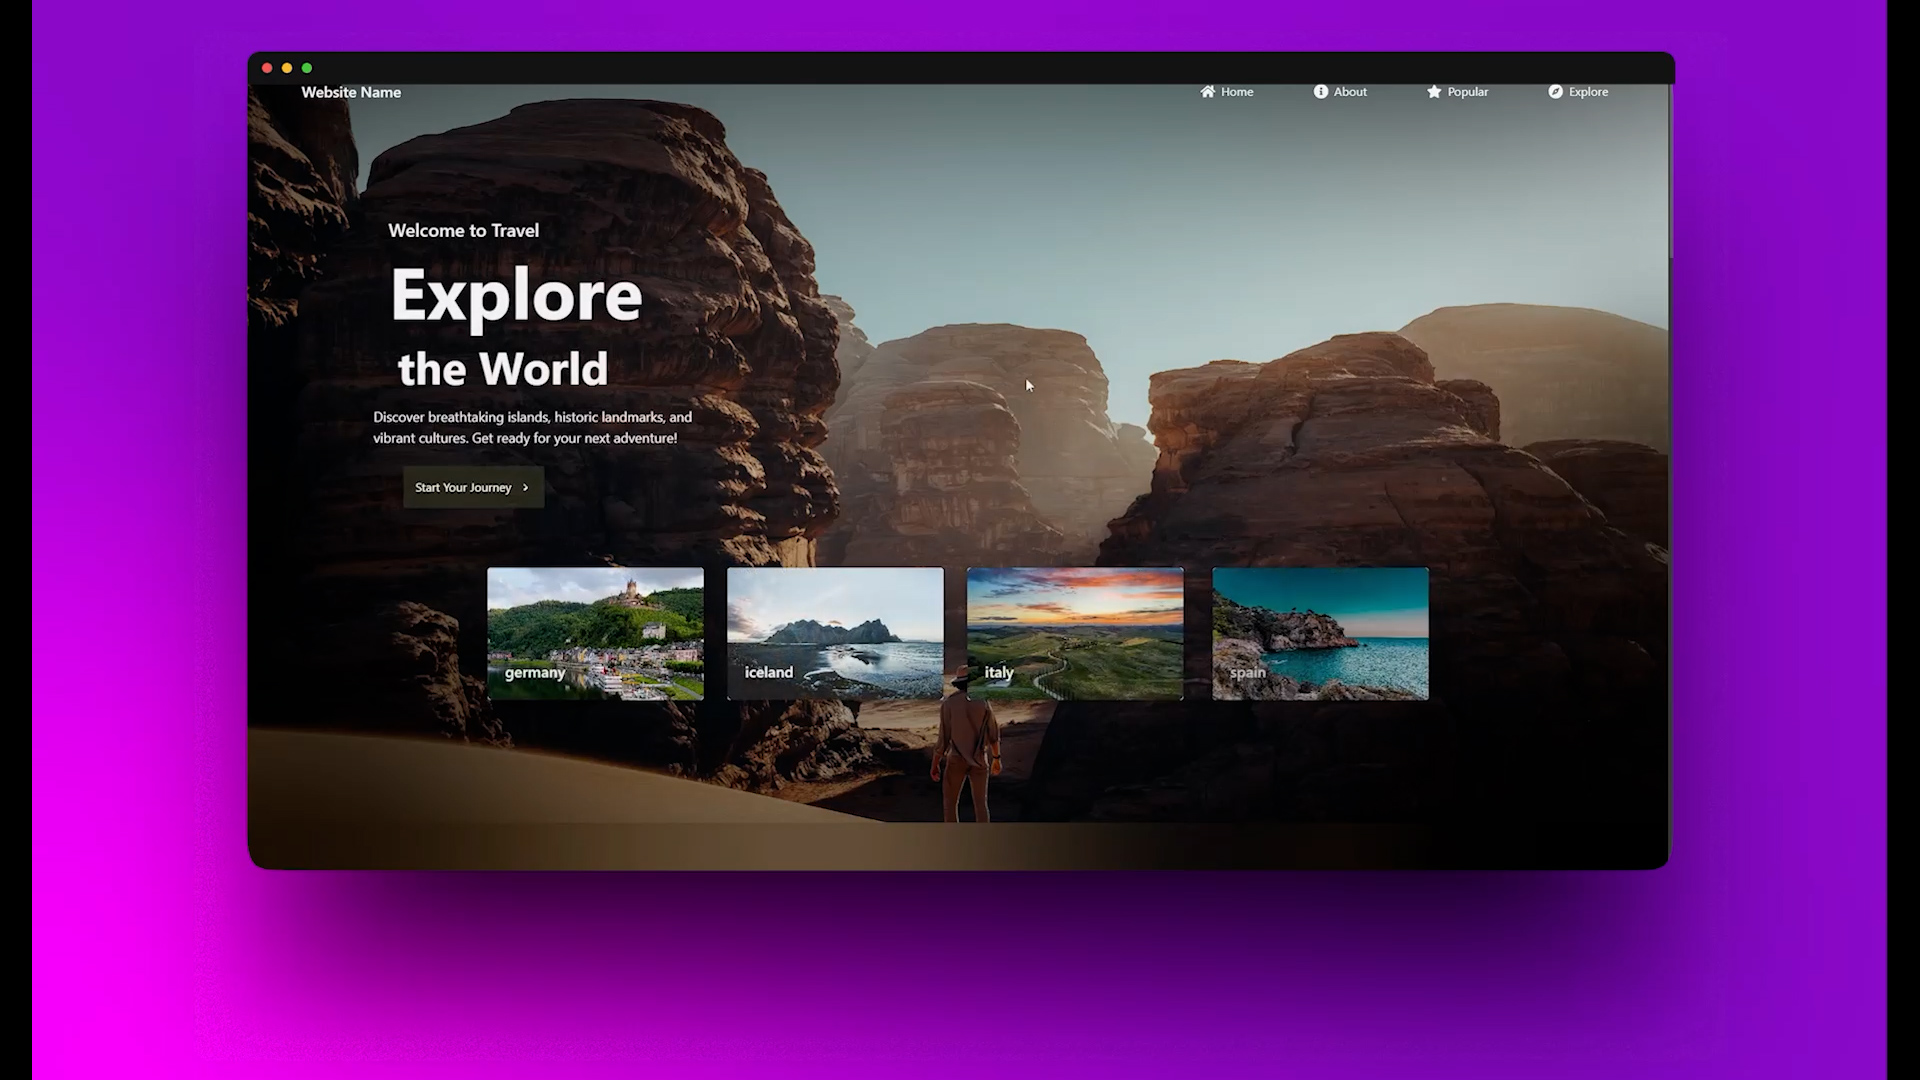 Website Name
Home
About
Popular
Explore
Welcome to Travel
Explore
the World
Discover breathtaking islands, historic landmarks, and
vibrant cultures. Get ready for your next adventure!
Start Your Journey
germany
iceland
italy
spain